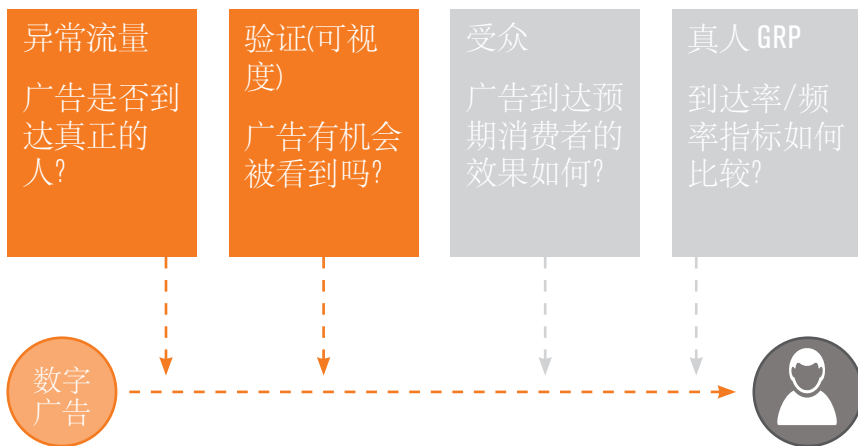 异常流量
广告是否到
达真正的
人?
验证(可视
度)
广告有机会
被看到吗?
受众
广告到达预
期消费者的
效果如何?
真人 GRP
到达率/频
率指标如何
比较?
数字
广告